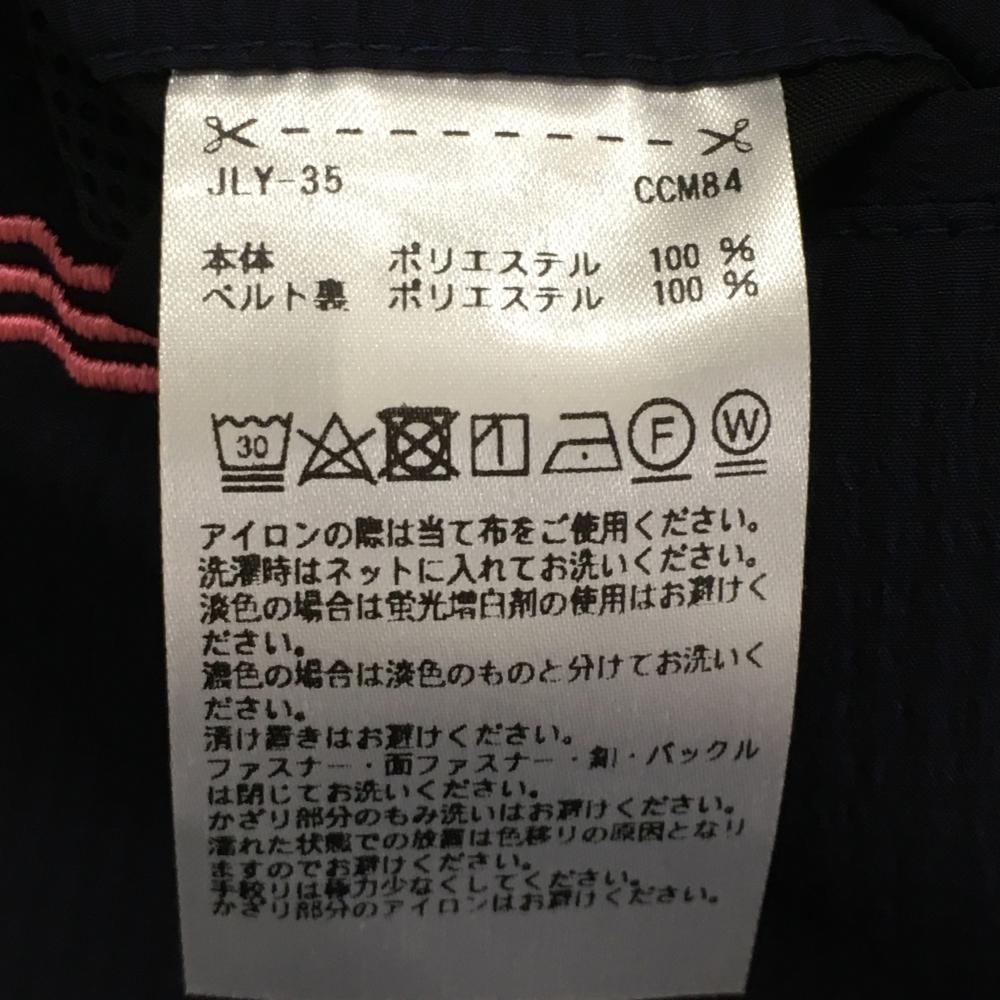 JLY-35 CCM84
本体 ポリエステル 100 %
ベルト裏 ポリエステル 100 %
30 F W
アイロンの際は当て布をご使用ください。
洗濯時はネットに入れてお洗いください。
淡色の場合は蛍光増白剤の使用はお避けく
ださい。
濃色の場合は淡色のものと分けてお洗いく
ださい。
漬け置きはお避けください。
ファスナー・面ファスナー・釦・バックル
は閉じてお洗いください。
かざり部分のもみ洗いはお避けください。
濡れた状態での放置は色移りの原因となり
ますのでお避けください。
手絞りは極力少なくしてください。
かざり部分のアイロンはお避けください。